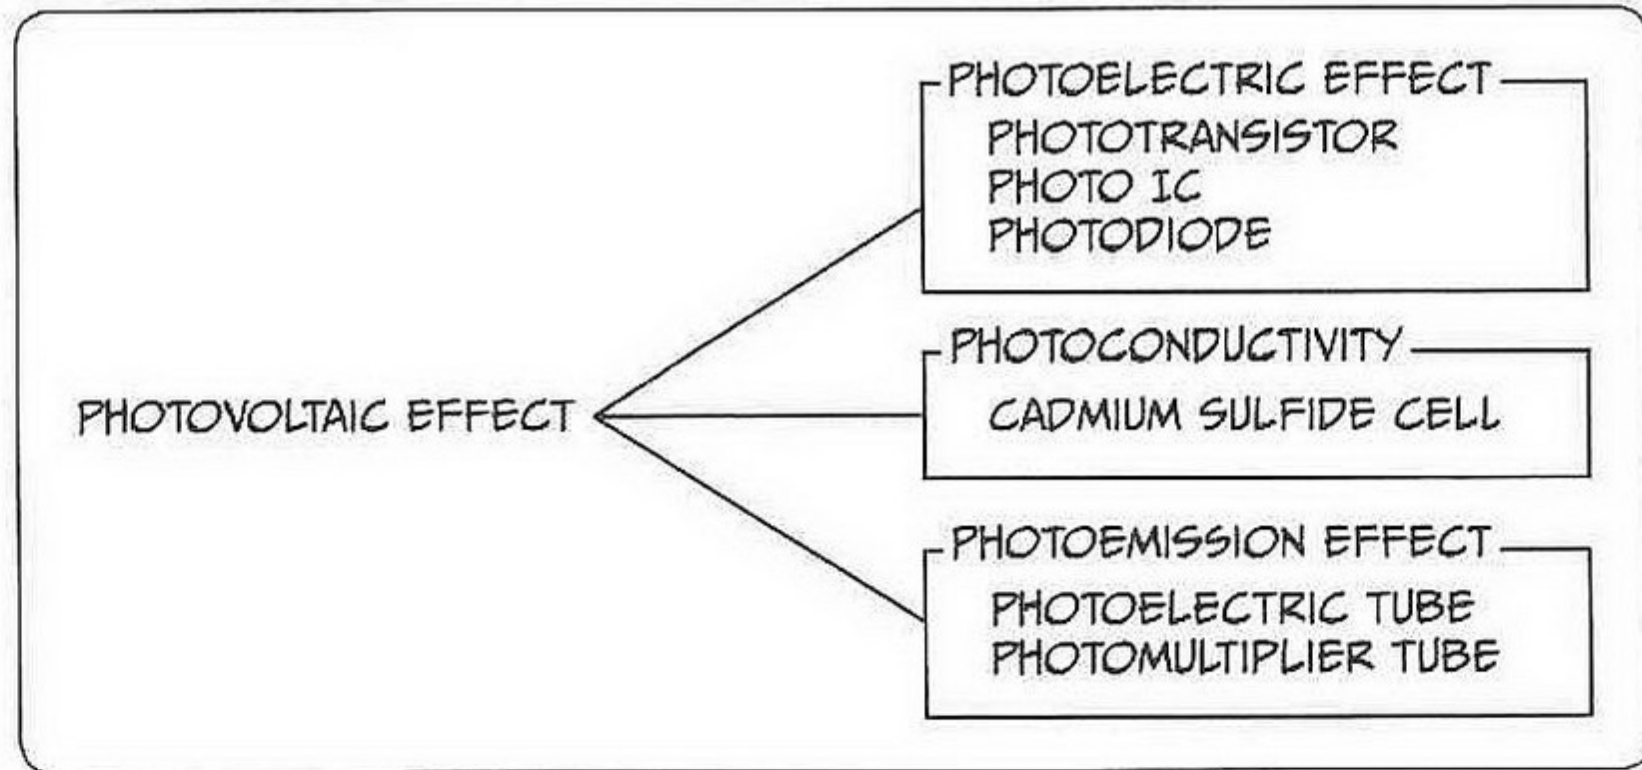 PHOTOVOLTAIC EFFECT
PHOTOELECTRIC EFFECT
PHOTOTRANSISTOR
PHOTO IC
PHOTODIODE
PHOTOCONDUCTIVITY
CADMIUM SULFIDE CELL
PHOTOEMISSION EFFECT
PHOTOELECTRIC TUBE
PHOTOMULTIPLIER TUBE